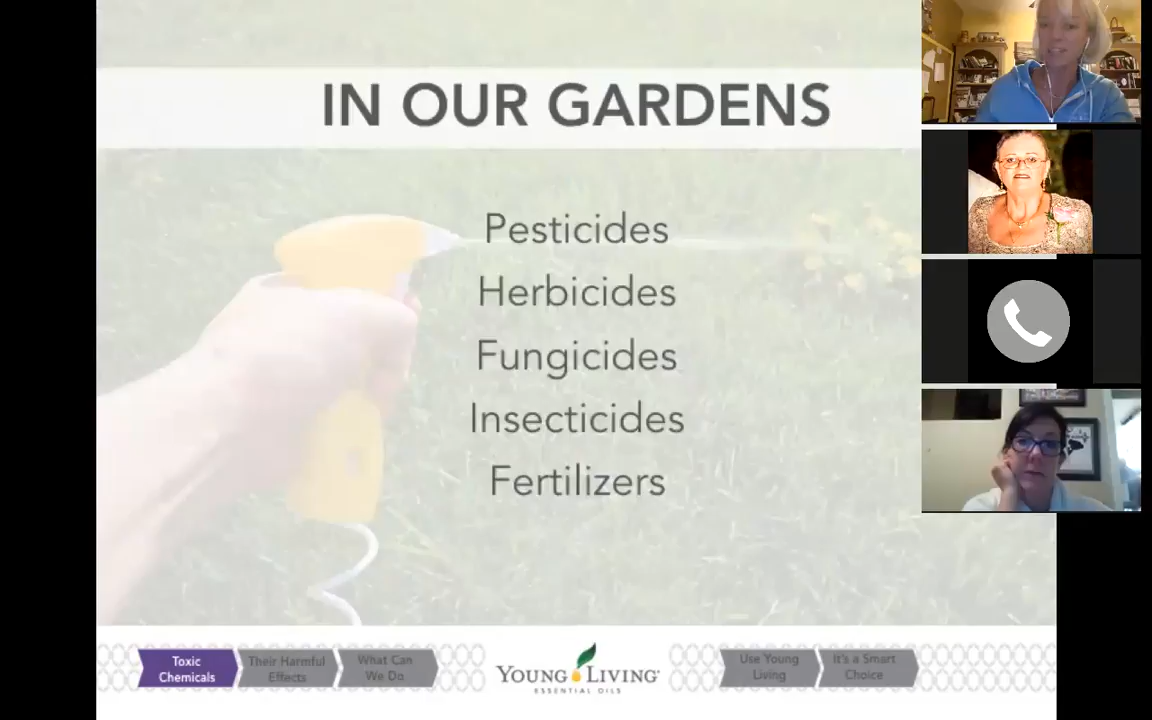 IN OUR GARDENS
Pesticides
Herbicides
Fungicides
Insecticides
Fertilizers
Toxic
Chemicals
Their Harmful
Effects
What Can
We Do
YOUNG LIVING
ESSENTIAL OILS
Use Young
Living
It's a Smart
Choice